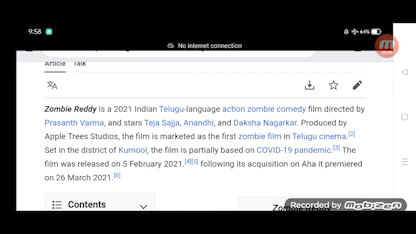 9:58
64%
No internet connection
Article Talk
Zombie Reddy is a 2021 Indian Telugu-language action zombie comedy film directed by
Prasanth Varma, and stars Teja Sajja, Anandhi, and Daksha Nagarkar. Produced by
Apple Trees Studios, the film is marketed as the first zombie film in Telugu cinema.[2]
Set in the district of Kurnool, the film is partially based on COVID-19 pandemic.[3] The
film was released on 5 February 2021.[4][5] following its acquisition on Aha it premiered
on 26 March 2021.[6]
Contents
Recorded by Mobizen